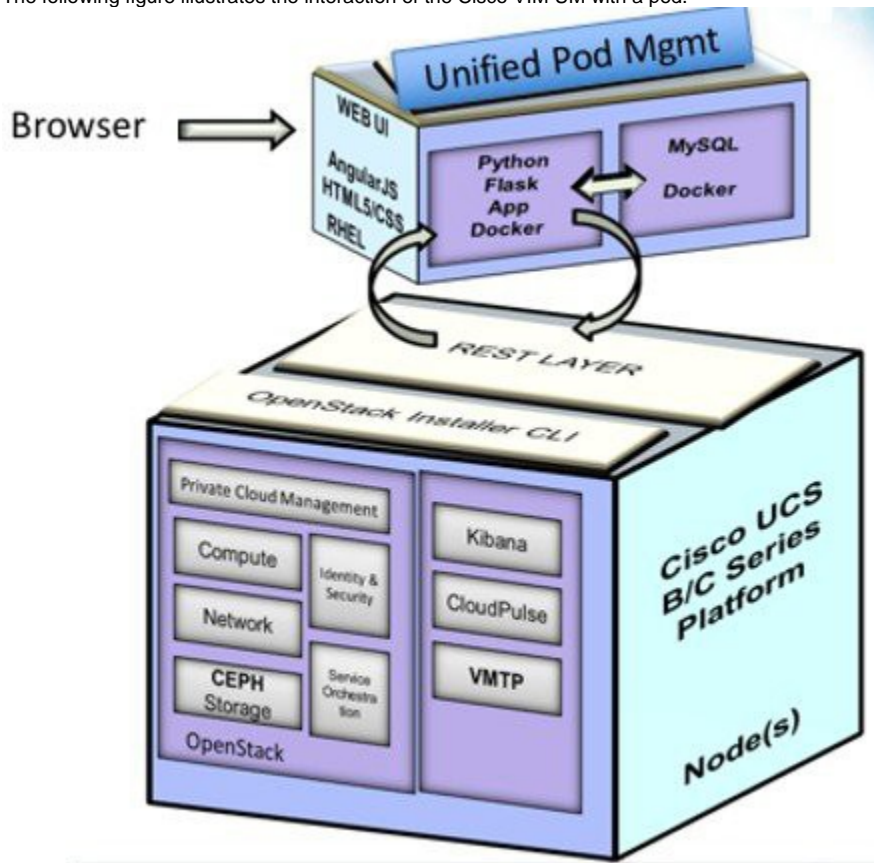 The following figure illustrates the interaction of the Cisco VIM UM with a pod.
Unified Pod Mgmt
Browser
WEB UI
AngularJS
HTML5/CSS
RHEL
Python
Flask
App
Docker
MySQL
Docker
REST LAYER
OpenStack Installer CLI
Private Cloud Management
Compute
Identity &
Security
Network
CEPH
Storage
Service
Orchestra
tion
OpenStack
Kibana
CloudPulse
VMTP
Cisco UCS
B/C Series
Platform
Node(s)